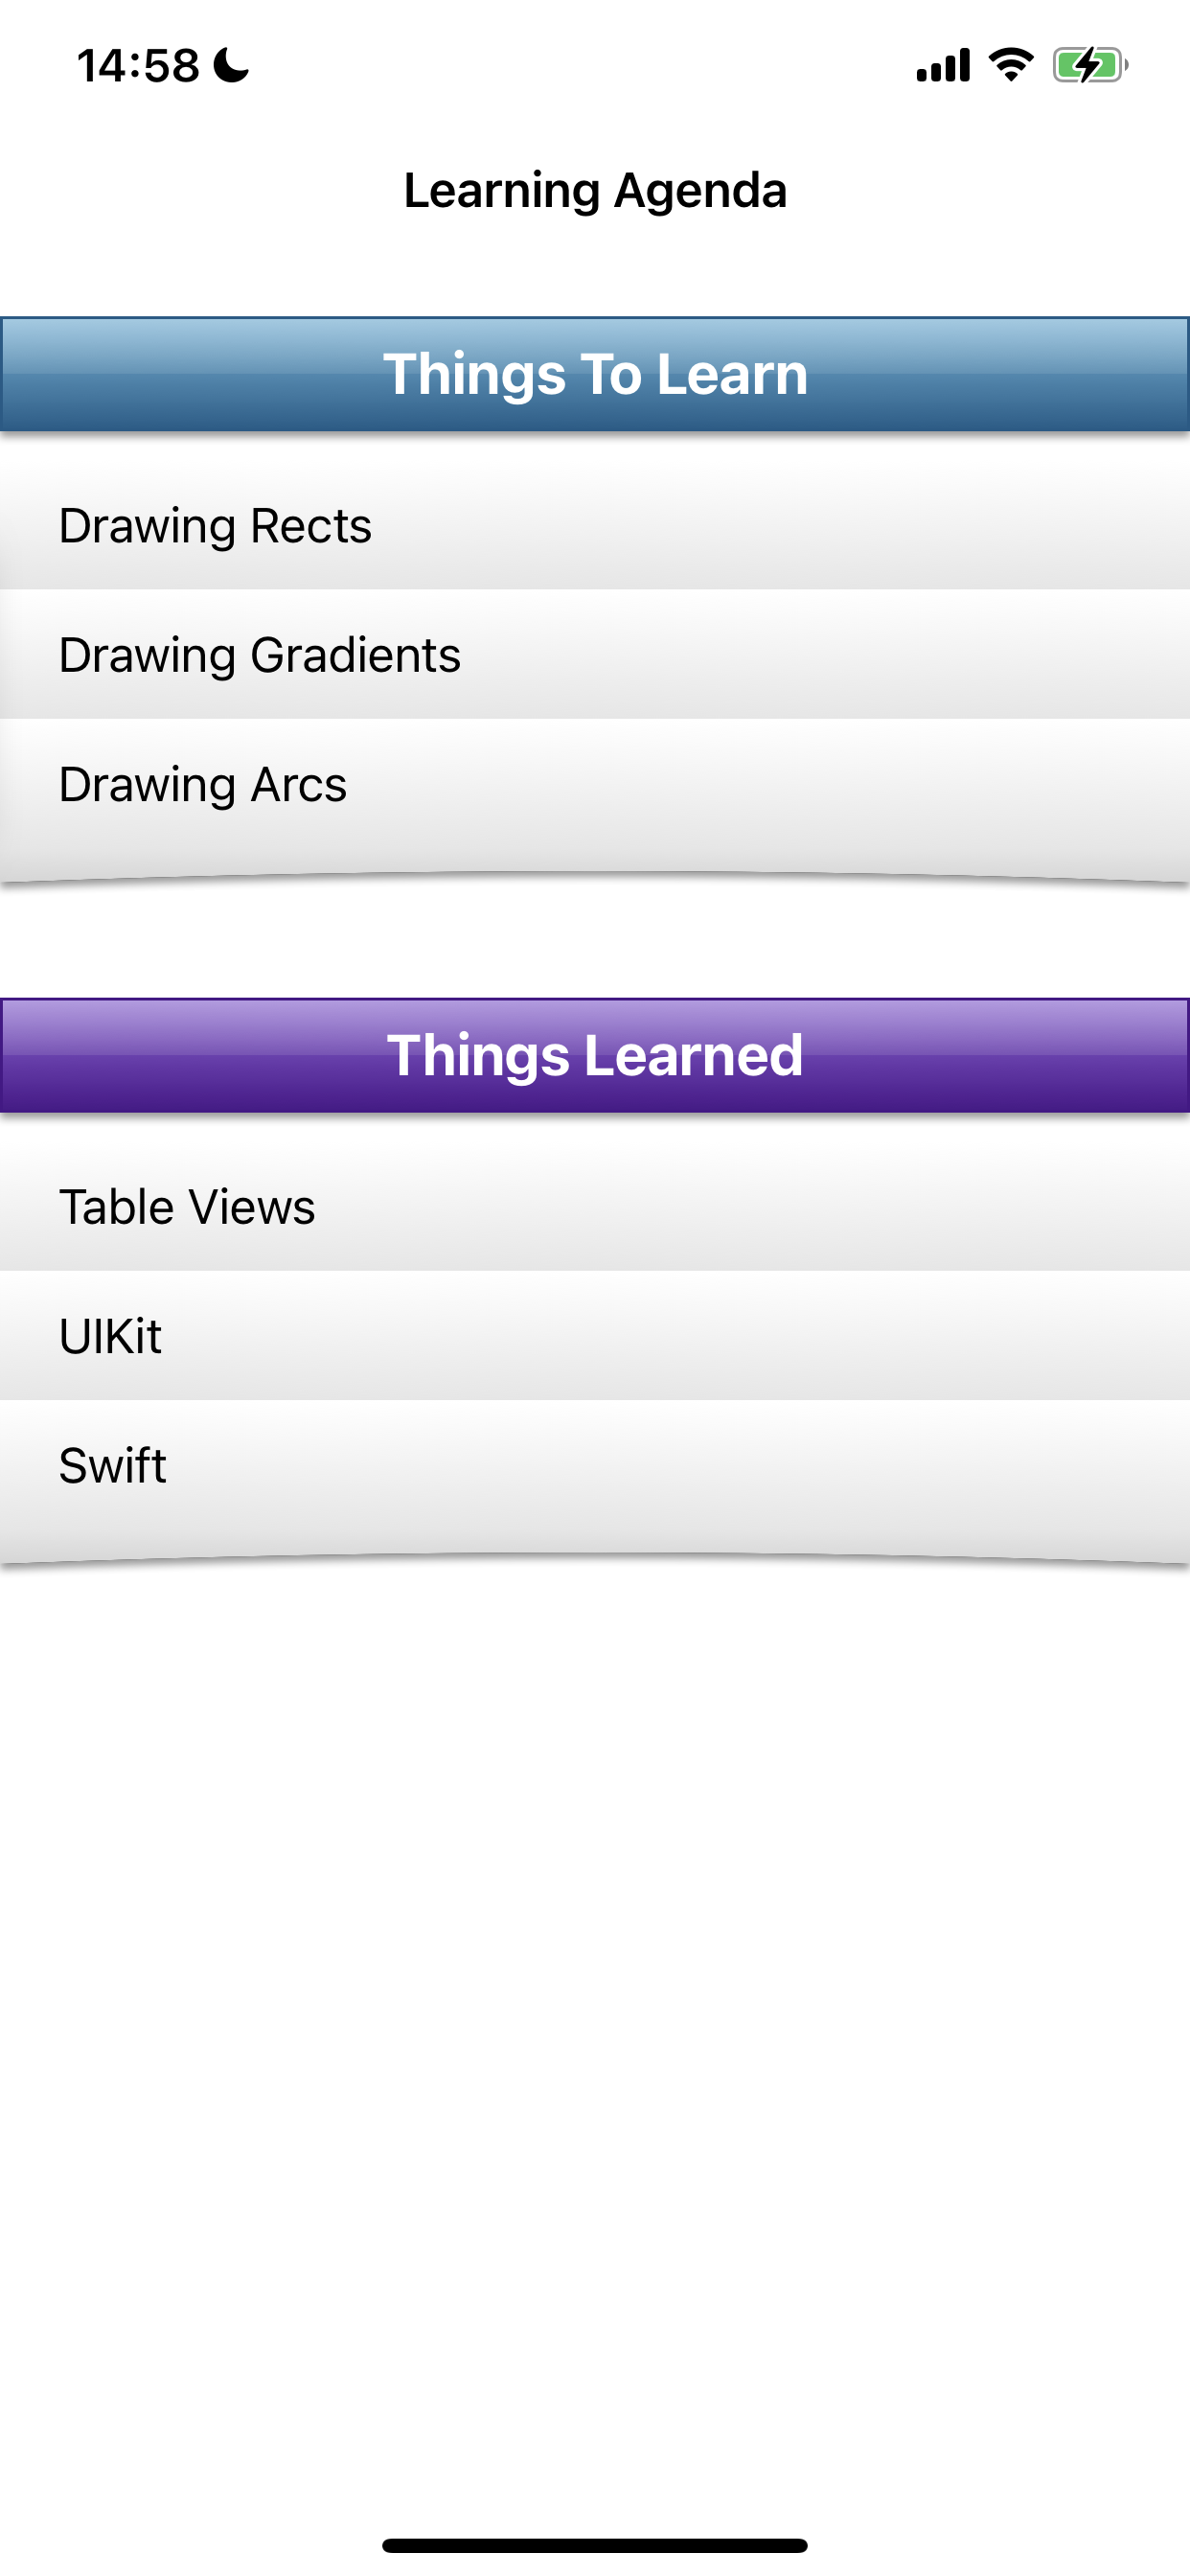 14:58
Learning Agenda
Things To Learn
Drawing Rects
Drawing Gradients
Drawing Arcs
Things Learned
Table Views
UIKit
Swift